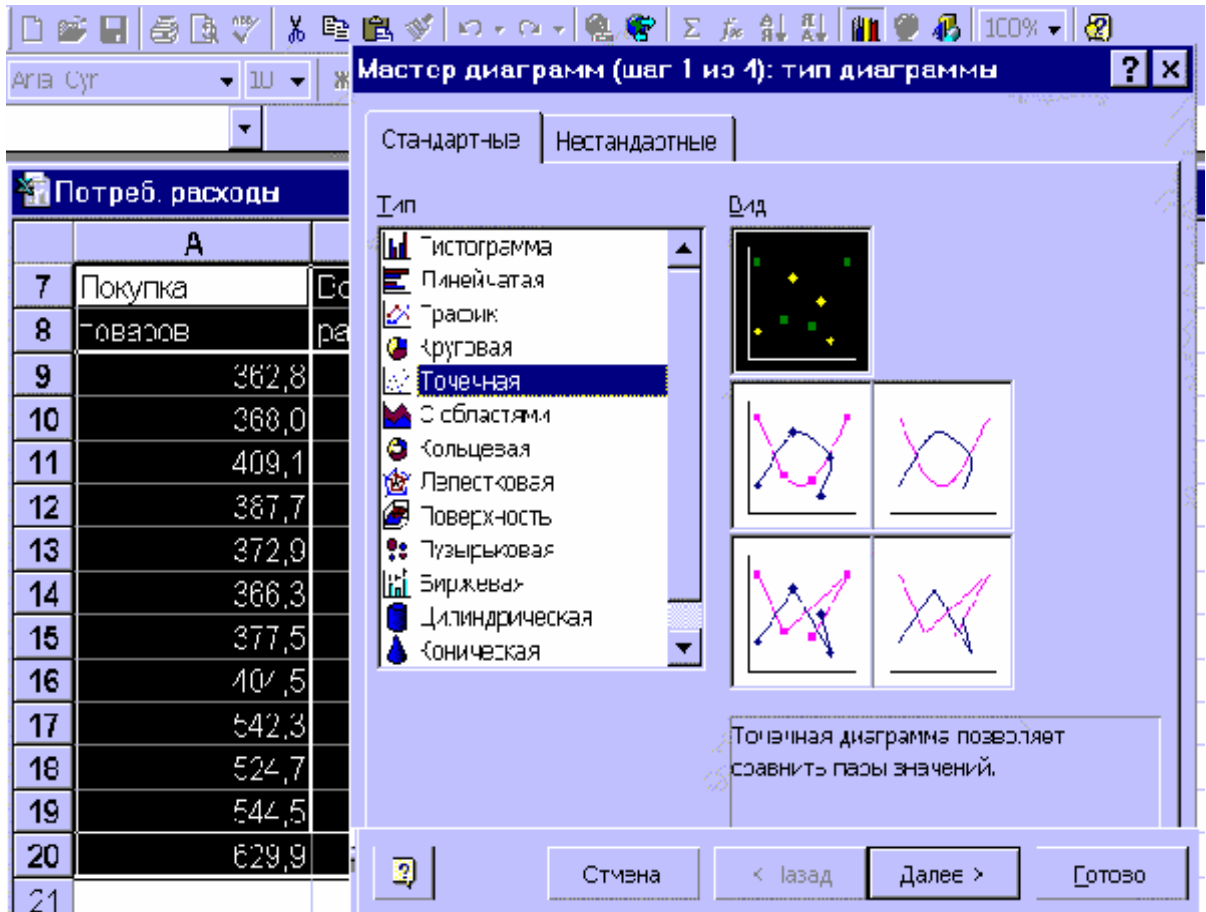 100%
Arial Cyr 10 Ж
Мастер диаграмм (шаг 1 из 4): тип диаграммы
Стандартные Нестандартные
Потреб. расходы
Тип Вид
A
7 Покупка
8 товаров
9 362,8
10 368,0
11 409,1
12 387,7
13 372,9
14 366,3
15 377,5
16 404,5
17 542,3
18 524,7
19 544,5
20 629,9
21
Гистограмма
Линейчатая
График
Круговая
Точечная
С областями
Кольцевая
Лепестковая
Поверхность
Пузырьковая
Биржевая
Цилиндрическая
Коническая
Точечная диаграмма позволяет
сравнить пары значений.
Отмена < Назад Далее > Готово